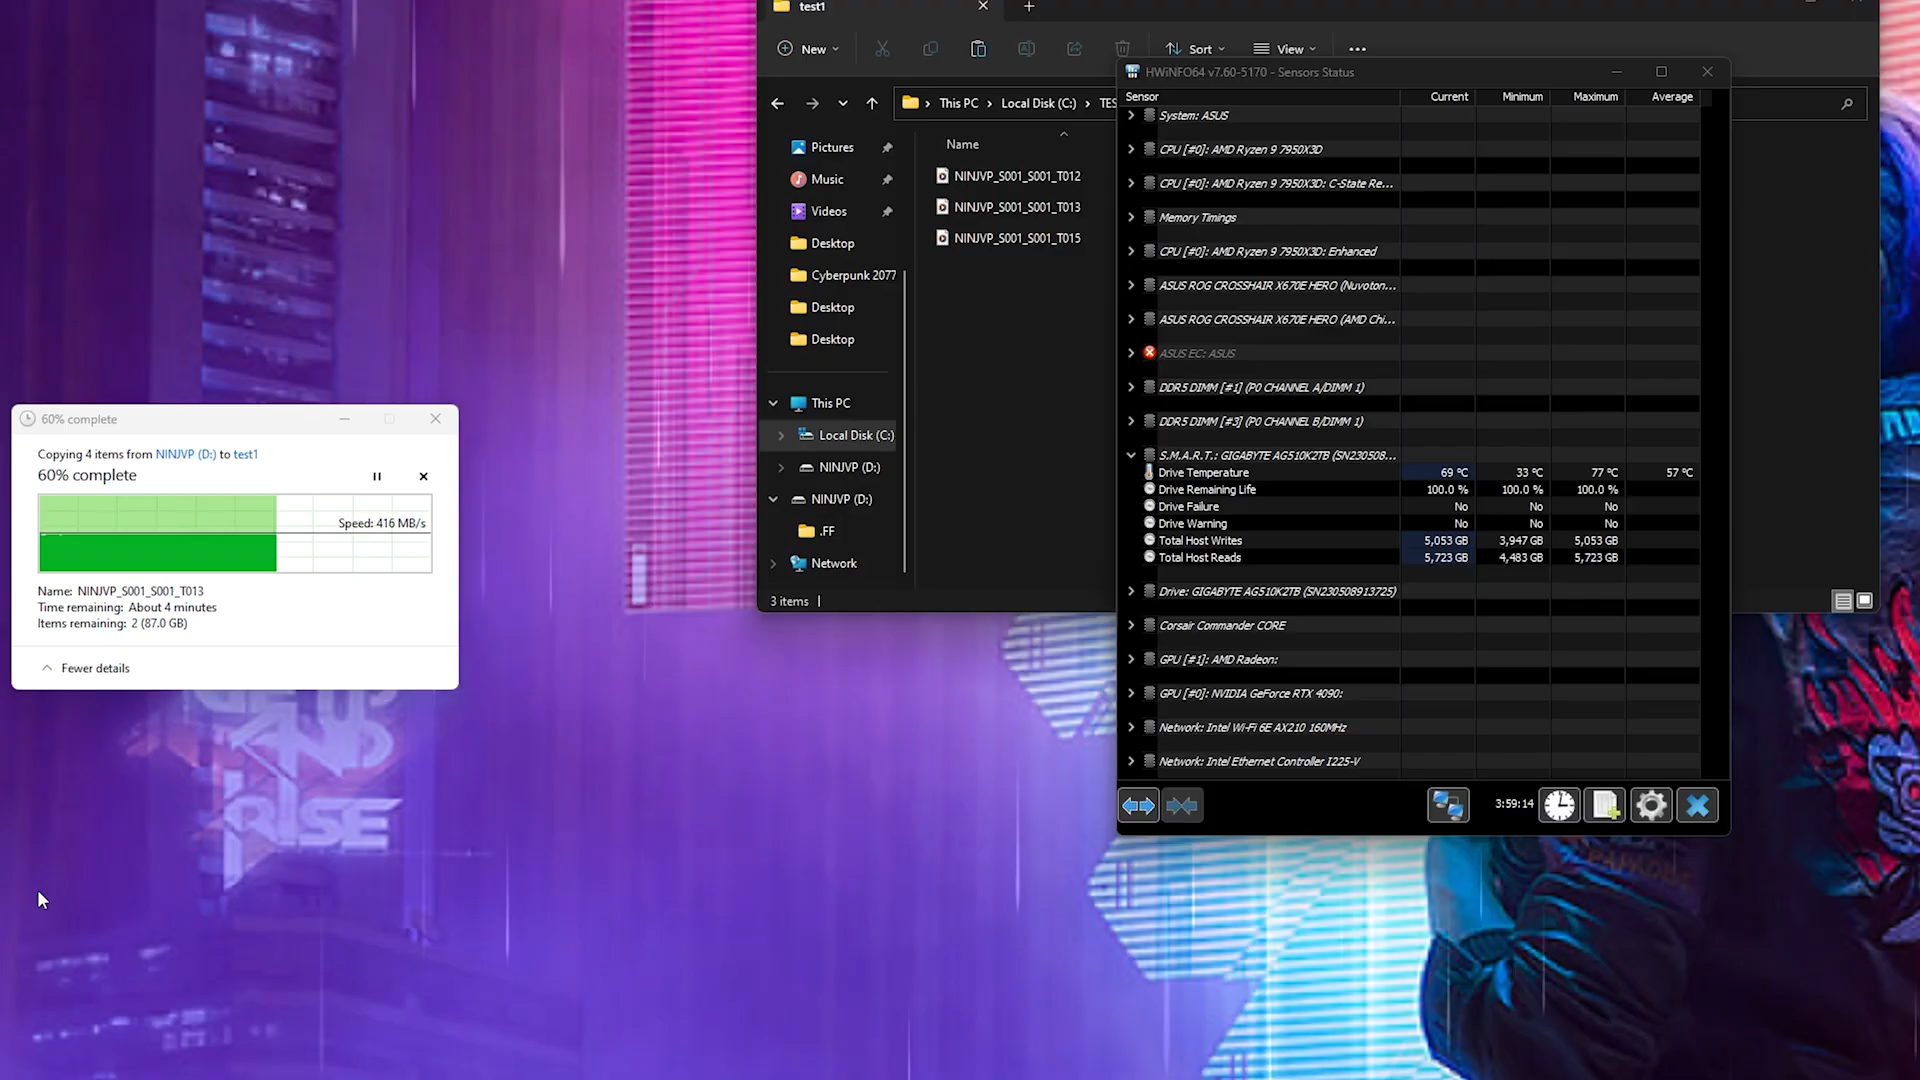 test1
New
Sort
View
This PC
Local Disk (C:)
TES
Pictures
Music
Videos
Desktop
Cyberpunk 2077
Desktop
Desktop
This PC
Local Disk (C:)
NINJVP (D:)
NINJVP (D:)
.FF
Network
3 items
Name
NINJVP_S001_S001_T012
NINJVP_S001_S001_T013
NINJVP_S001_S001_T015
HWiNFO64 v7.60-5170 - Sensors Status
Sensor Current Minimum Maximum Average
System: ASUS
CPU [#0]: AMD Ryzen 9 7950X3D
CPU [#0]: AMD Ryzen 9 7950X3D: C-State Re...
Memory Timings
CPU [#0]: AMD Ryzen 9 7950X3D: Enhanced
ASUS ROG CROSSHAIR X670E HERO (Nuvoton...
ASUS ROG CROSSHAIR X670E HERO (AMD Chi...
ASUS EC: ASUS
DDR5 DIMM [#1] (P0 CHANNEL A/DIMM 1)
DDR5 DIMM [#3] (P0 CHANNEL B/DIMM 1)
S.M.A.R.T.: GIGABYTE AG510K2TB (SN230508...
Drive Temperature 69 °C 33 °C 77 °C 57 °C
Drive Remaining Life 100.0 % 100.0 % 100.0 %
Drive Failure No No No
Drive Warning No No No
Total Host Writes 5,053 GB 3,947 GB 5,053 GB
Total Host Reads 5,723 GB 4,483 GB 5,723 GB
Drive: GIGABYTE AG510K2TB (SN230508913725)
Corsair Commander CORE
GPU [#1]: AMD Radeon:
GPU [#0]: NVIDIA GeForce RTX 4090:
Network: Intel Wi-Fi 6E AX210 160MHz
Network: Intel Ethernet Controller I225-V
3:59:14
60% complete
Copying 4 items from NINJVP (D:) to test1
60% complete
Speed: 416 MB/s
Name: NINJVP_S001_S001_T013
Time remaining: About 4 minutes
Items remaining: 2 (87.0 GB)
Fewer details
AND
RISE